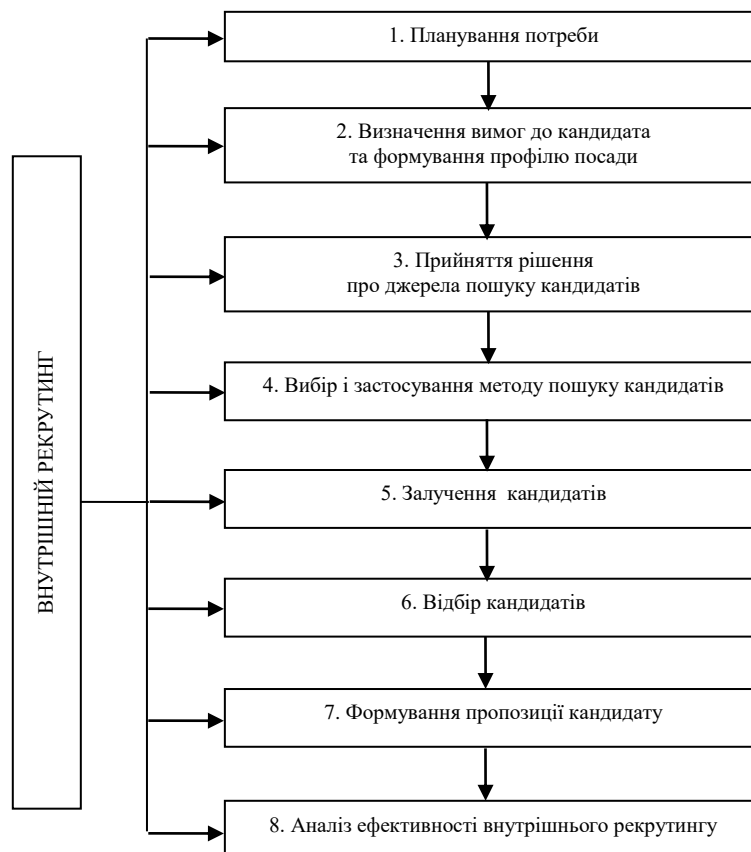 ВНУТРІШНІЙ РЕКРУТИНГ
1. Планування потреби
2. Визначення вимог до кандидата
та формування профілю посади
3. Прийняття рішення
про джерела пошуку кандидатів
4. Вибір і застосування методу пошуку кандидатів
5. Залучення кандидатів
6. Відбір кандидатів
7. Формування пропозиції кандидату
8. Аналіз ефективності внутрішнього рекрутингу